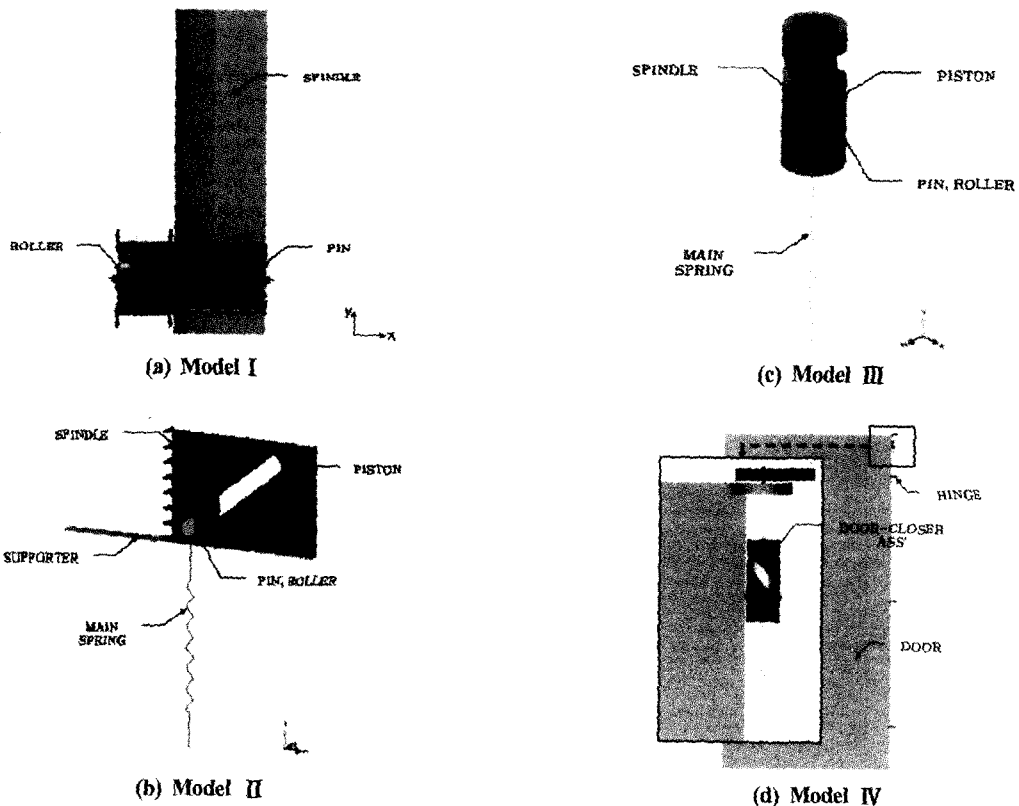 SPINDLE
ROLLER
PIN
y
x
(a) Model I
SPINDLE
PISTON
PIN, ROLLER
MAIN
SPRING
(c) Model III
SPINDLE
PISTON
SUPPORTER
PIN, ROLLER
MAIN
SPRING
(b) Model II
HINGE
DOOR-CLOSER
ASS'
DOOR
(d) Model IV